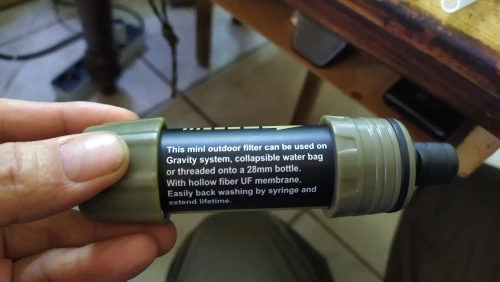 This mini outdoor filter can be used on
Gravity system, collapsible water bag
or threaded onto a 28mm bottle.
With hollow fiber UF membrane.
Easily back washing by syringe and
extend lifetime.